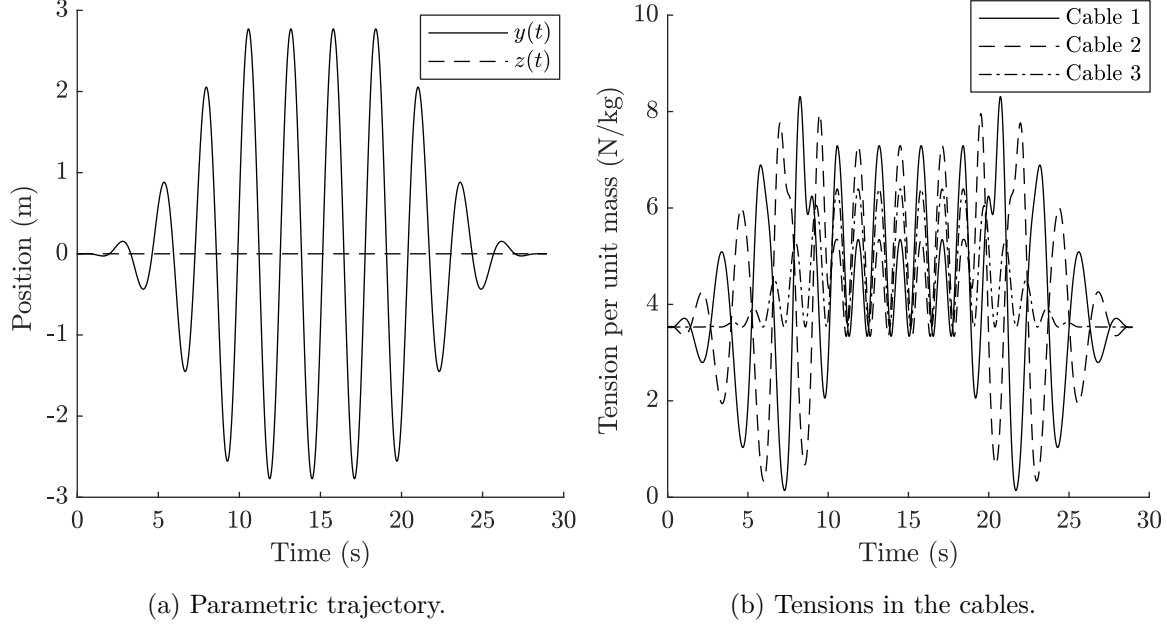 3
2
1
0
-1
-2
-3
0 5 10 15 20 25 30
Position (m)
Time (s)
y(t)
z(t)
(a) Parametric trajectory.
10
8
6
4
2
0
0 5 10 15 20 25 30
Tension per unit mass (N/kg)
Time (s)
Cable 1
Cable 2
Cable 3
(b) Tensions in the cables.